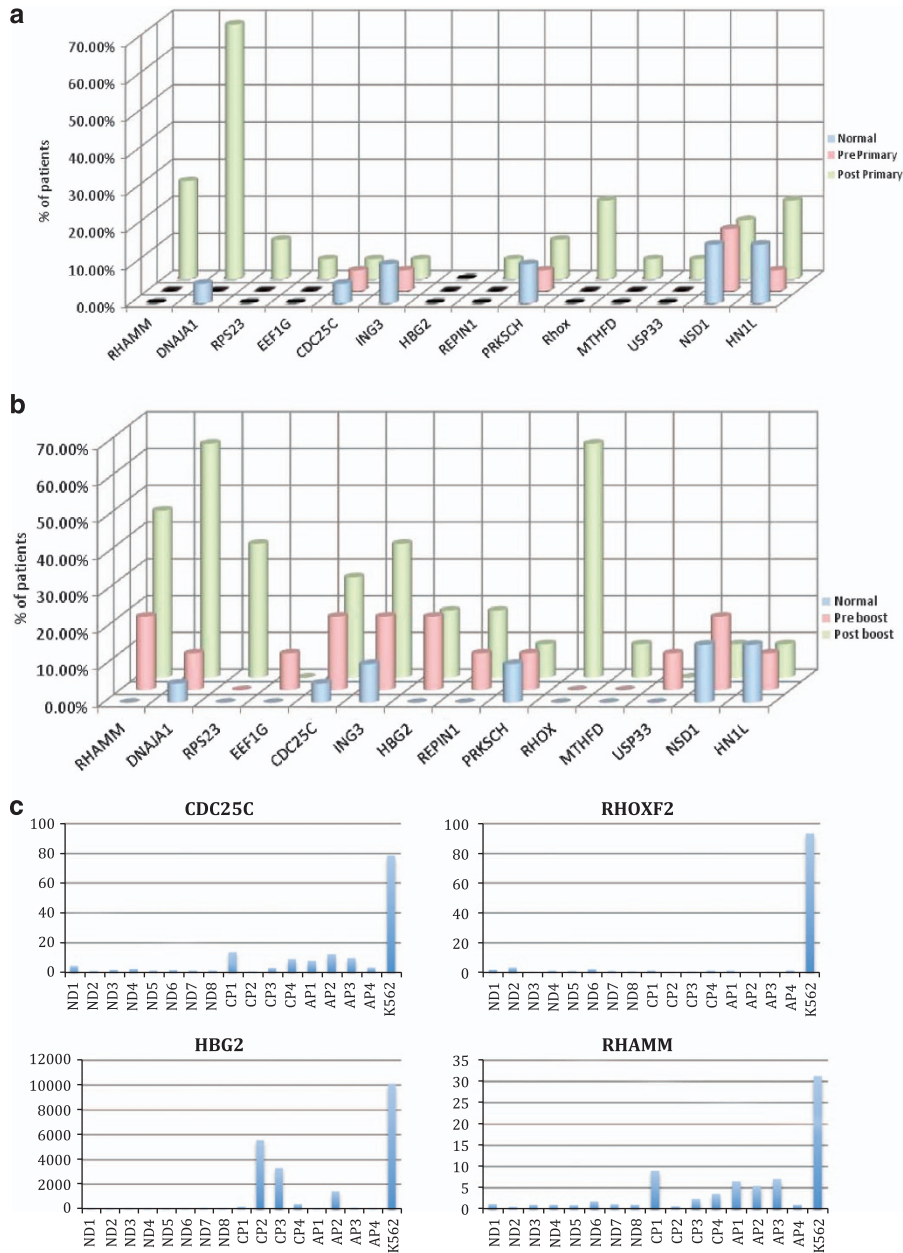 a
70.00%
60.00%
50.00%
40.00%
30.00%
20.00%
10.00%
0.00%
% of patients
RHAMM
DNAJA1
RPS23
EEF1G
CDC25C
ING3
HBG2
REPIN1
PRKSCH
Rhox
MTHFD
USP33
NSD1
HN1L
Normal
Pre Primary
Post Primary
b
70.00%
60.00%
50.00%
40.00%
30.00%
20.00%
10.00%
0.00%
% of patients
RHAMM
DNAJA1
RPS23
EEF1G
CDC25C
ING3
HBG2
REPIN1
PRKSCH
RHOX
MTHFD
USP33
NSD1
HN1L
Normal
Pre boost
Post boost
c
CDC25C
100
80
60
40
20
0
ND1
ND2
ND3
ND4
ND5
ND6
ND7
ND8
CP1
CP2
CP3
CP4
AP1
AP2
AP3
AP4
K562
RHOXF2
100
80
60
40
20
0
ND1
ND2
ND3
ND4
ND5
ND6
ND7
ND8
CP1
CP2
CP3
CP4
AP1
AP2
AP3
AP4
K562
HBG2
12000
10000
8000
6000
4000
2000
0
ND1
ND2
ND3
ND4
ND5
ND6
ND7
ND8
CP1
CP2
CP3
CP4
AP1
AP2
AP3
AP4
K562
RHAMM
35
30
25
20
15
10
5
0
ND1
ND2
ND3
ND4
ND5
ND6
ND7
ND8
CP1
CP2
CP3
CP4
AP1
AP2
AP3
AP4
K562